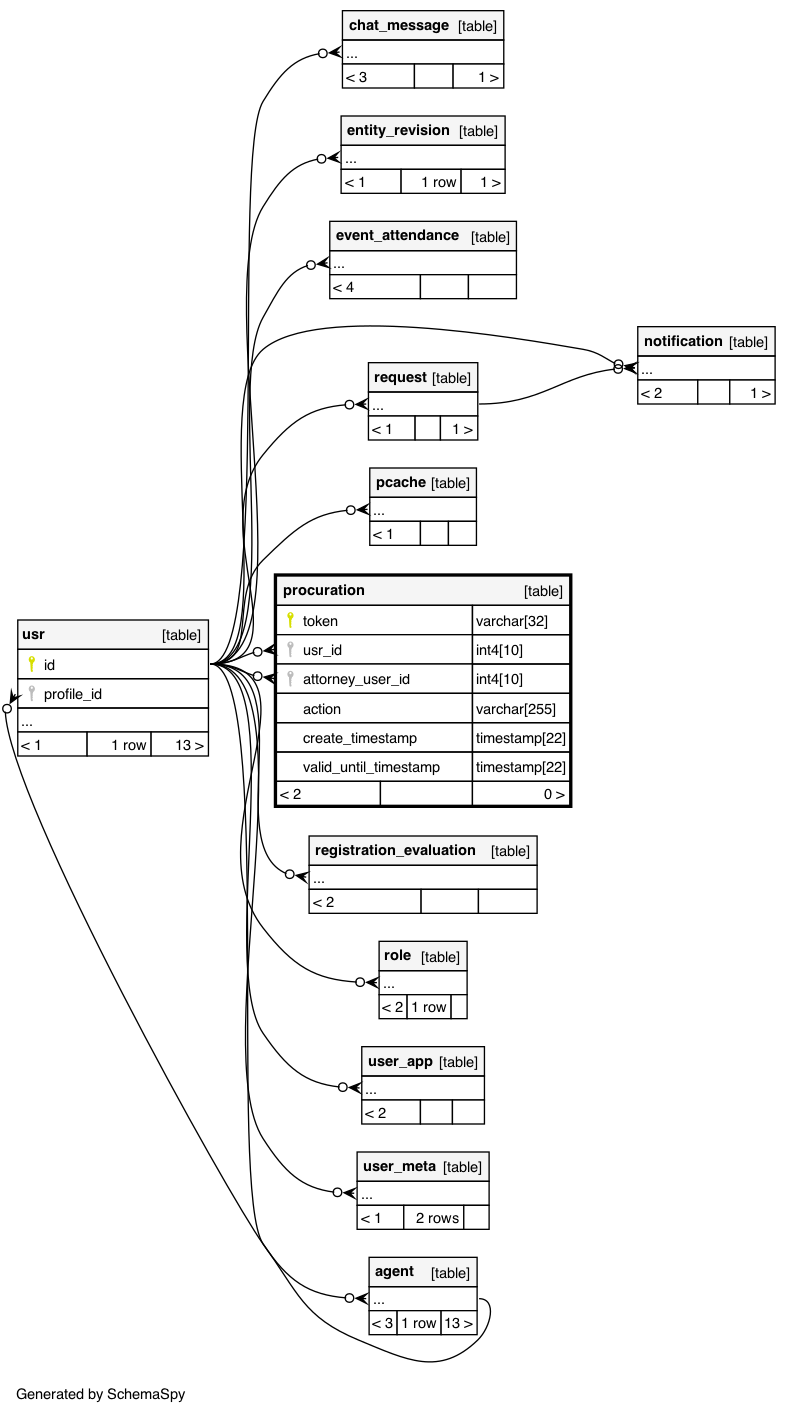 chat_message [table]
...
< 3 1 >
entity_revision [table]
...
< 1 1 row 1 >
event_attendance [table]
...
< 4
notification [table]
...
< 2 1 >
request [table]
...
< 1 1 >
pcache [table]
...
< 1
procuration [table]
token varchar[32]
usr_id int4[10]
attorney_user_id int4[10]
action varchar[255]
create_timestamp timestamp[22]
valid_until_timestamp timestamp[22]
< 2 0 >
usr [table]
id
profile_id
...
< 1 1 row 13 >
registration_evaluation [table]
...
< 2
role [table]
...
< 2 1 row
user_app [table]
...
< 2
user_meta [table]
...
< 1 2 rows
agent [table]
...
< 3 1 row 13 >
Generated by SchemaSpy